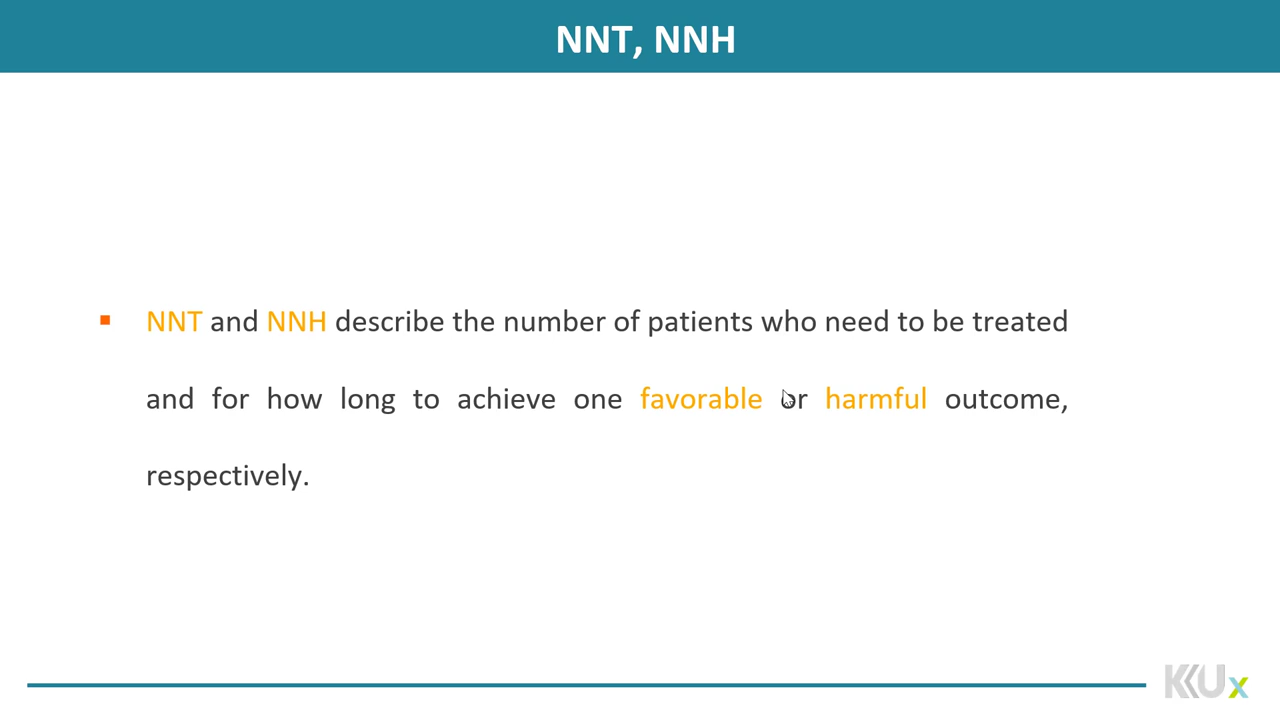 NNT, NNH
▪ NNT and NNH describe the number of patients who need to be treated
and for how long to achieve one favorable or harmful outcome,
respectively.
KKUx